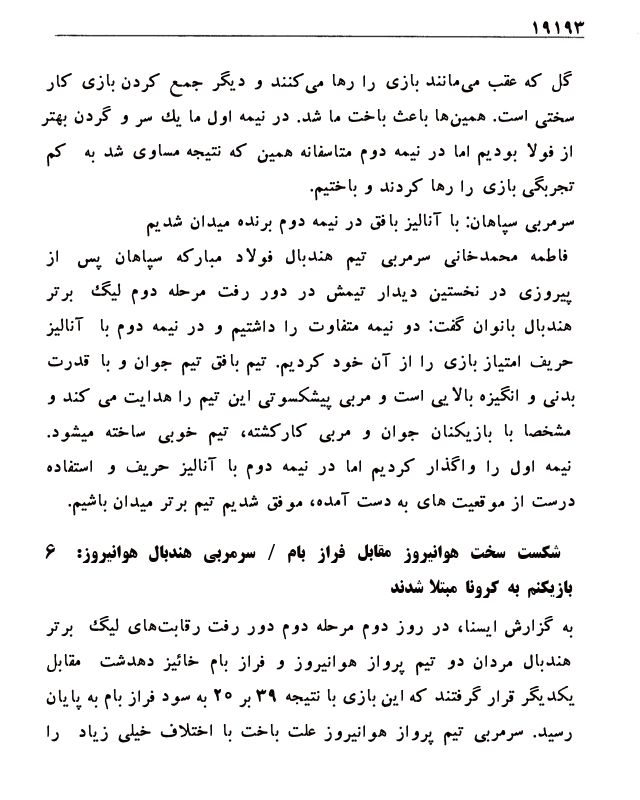 ۱۹۱۹۳
گل که عقب می‌مانند بازی را رها می‌کنند و دیگر جمع کردن بازی کار
سختی است. همین‌ها باعث باخت ما شد. در نیمه اول ما یك سر و گردن بهتر
از فولا بودیم اما در نیمه دوم متاسفانه همین که نتیجه مساوی شد به کم
تجربگی بازی را رها کردند و باختیم.
سرمربی سپاهان: با آنالیز بافق در نیمه دوم برنده میدان شدیم
فاطمه محمدخانی سرمربی تیم هندبال فولاد مبارکه سپاهان پس از
پیروزی در نخستین دیدار تیمش در دور رفت مرحله دوم لیگ برتر
هندبال بانوان گفت: دو نیمه متفاوت را داشتیم و در نیمه دوم با آنالیز
حریف امتیاز بازی را از آن خود کردیم. تیم بافق تیم جوان و با قدرت
بدنی و انگیزه بالایی است و مربی پیشکسوتی این تیم را هدایت می کند و
مشخصا با بازیکنان جوان و مربی کارکشته، تیم خوبی ساخته میشود.
نیمه اول را واگذار کردیم اما در نیمه دوم با آنالیز حریف و استفاده
درست از موقعیت های به دست آمده، موفق شدیم تیم برتر میدان باشیم.
شکست سخت هوانیروز مقابل فراز بام / سرمربی هندبال هوانیروز: ۶
بازیکنم به کرونا مبتلا شدند
به گزارش ایسنا، در روز دوم مرحله دوم دور رفت رقابت‌های لیگ برتر
هندبال مردان دو تیم پرواز هوانیروز و فراز بام خائیز دهدشت مقابل
یکدیگر قرار گرفتند که این بازی با نتیجه ۳۹ بر ۲۵ به سود فراز بام به پایان
رسید. سرمربی تیم پرواز هوانیروز علت باخت با اختلاف خیلی زیاد را